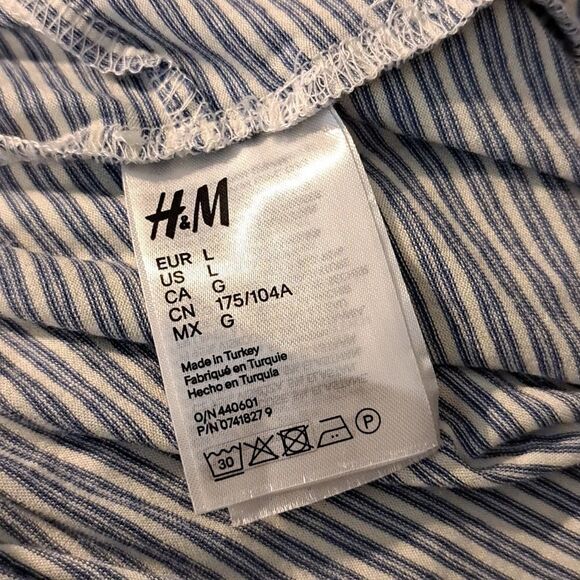 H&M
EUR L
US L
CA G
CN 175/104A
MX G
Made in Turkey
Fabriqué en Turquie
Hecho en Turquía
O/N 440601
P/N 0741827 9
30
P